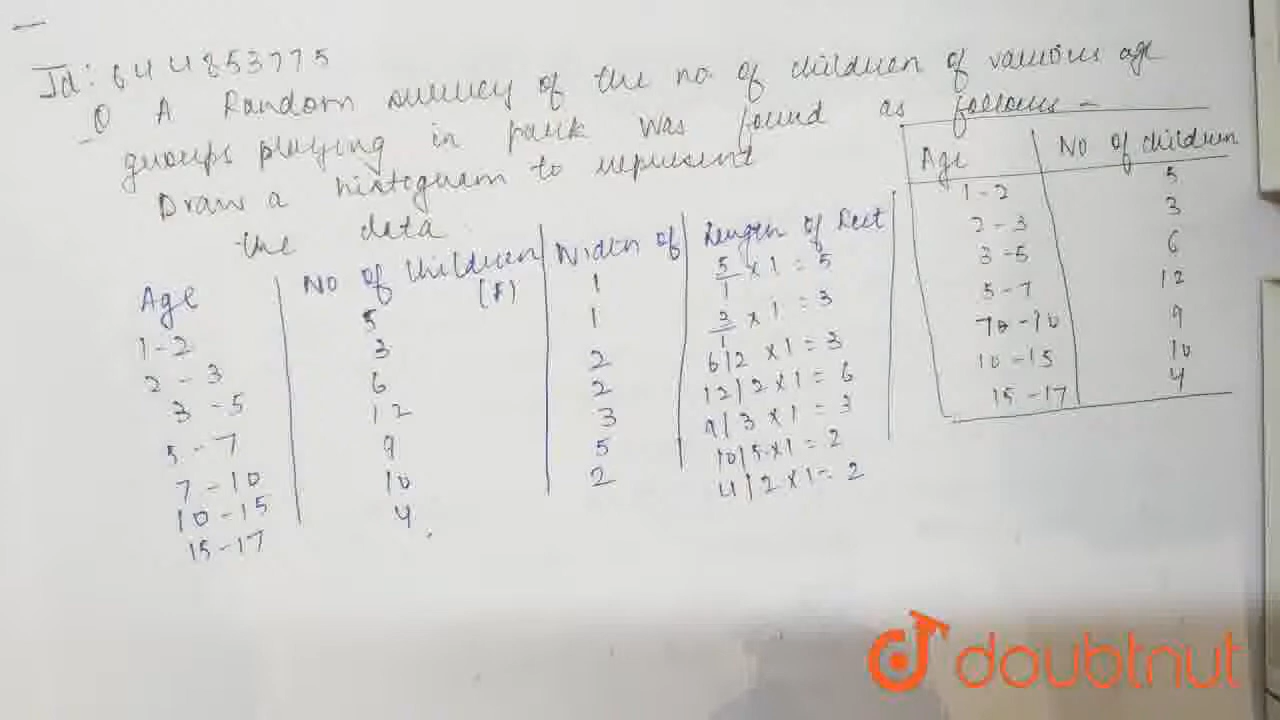 Id: 644853775
Q A Random survey of the no. of children of various age
groups playing in park was found as follows -
Draw a histogram to represent
the data.
Age | No of children
1-2 | 5
2-3 | 3
3-5 | 6
5-7 | 12
7-10 | 9
10-15 | 10
15-17 | 4
Age | No of children (f) | Width of | Length of Rect
1-2 | 5 | 1 | 5/1 x 1 = 5
2-3 | 3 | 1 | 3/1 x 1 = 3
3-5 | 6 | 2 | 6/2 x 1 = 3
5-7 | 12 | 2 | 12/2 x 1 = 6
7-10 | 9 | 3 | 9/3 x 1 = 3
10-15 | 10 | 5 | 10/5 x 1 = 2
15-17 | 4 | 2 | 4/2 x 1 = 2
doubtnut